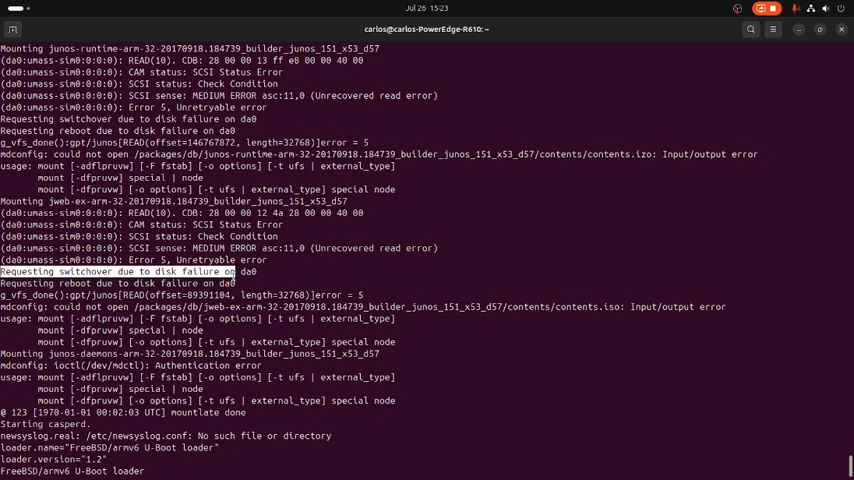 Jul 26 15:23
carlos@carlos-PowerEdge-R610: ~
Mounting junos-runtime-arm-32-20170918.184739_builder_junos_151_x53_d57
(da0:umass-sim0:0:0:0): READ(10). CDB: 28 00 00 13 ff e8 00 00 40 00
(da0:umass-sim0:0:0:0): CAM status: SCSI Status Error
(da0:umass-sim0:0:0:0): SCSI status: Check Condition
(da0:umass-sim0:0:0:0): SCSI sense: MEDIUM ERROR asc:11,0 (Unrecovered read error)
(da0:umass-sim0:0:0:0): Error 5, Unretryable error
Requesting switchover due to disk failure on da0
Requesting reboot due to disk failure on da0
g_vfs_done():gpt/junos[READ(offset=146767872, length=32768)]error = 5
mdconfig: could not open /packages/db/junos-runtime-arm-32-20170918.184739_builder_junos_151_x53_d57/contents/contents.izo: Input/output error
usage: mount [-adflpruvw] [-F fstab] [-o options] [-t ufs | external_type]
mount [-dfpruvw] special | node
mount [-dfpruvw] [-o options] [-t ufs | external_type] special node
Mounting jweb-ex-arm-32-20170918.184739_builder_junos_151_x53_d57
(da0:umass-sim0:0:0:0): READ(10). CDB: 28 00 00 12 4a 28 00 00 40 00
(da0:umass-sim0:0:0:0): CAM status: SCSI Status Error
(da0:umass-sim0:0:0:0): SCSI status: Check Condition
(da0:umass-sim0:0:0:0): SCSI sense: MEDIUM ERROR asc:11,0 (Unrecovered read error)
(da0:umass-sim0:0:0:0): Error 5, Unretryable error
Requesting switchover due to disk failure on da0
Requesting reboot due to disk failure on da0
g_vfs_done():gpt/junos[READ(offset=89391104, length=32768)]error = 5
mdconfig: could not open /packages/db/jweb-ex-arm-32-20170918.184739_builder_junos_151_x53_d57/contents/contents.iso: Input/output error
usage: mount [-adflpruvw] [-F fstab] [-o options] [-t ufs | external_type]
mount [-dfpruvw] special | node
mount [-dfpruvw] [-o options] [-t ufs | external_type] special node
Mounting junos-daemons-arm-32-20170918.184739_builder_junos_151_x53_d57
mdconfig: ioctl(/dev/mdctl): Authentication error
usage: mount [-adflpruvw] [-F fstab] [-o options] [-t ufs | external_type]
mount [-dfpruvw] special | node
mount [-dfpruvw] [-o options] [-t ufs | external_type] special node
@ 123 [1970-01-01 00:02:03 UTC] mountlate done
Starting casperd.
newsyslog.real: /etc/newsyslog.conf: No such file or directory
loader.name="FreeBSD/armv6 U-Boot loader"
loader.version="1.2"
FreeBSD/armv6 U-Boot loader